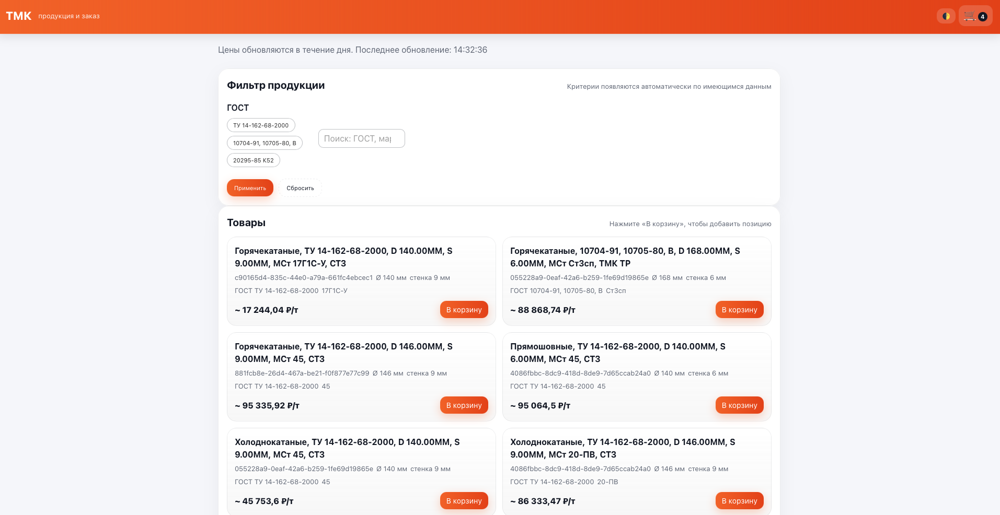 ТМК продукция и заказ
4
Цены обновляются в течение дня. Последнее обновление: 14:32:36
Фильтр продукции
Критерии появляются автоматически по имеющимся данным
ГОСТ
ТУ 14-162-68-2000
10704-91, 10705-80, В
20295-85 К52
Поиск: ГОСТ, мар
Применить
Сбросить
Товары
Нажмите «В корзину», чтобы добавить позицию
Горячекатаные, ТУ 14-162-68-2000, D 140.00ММ, S
9.00ММ, МСт 17Г1С-У, СТЗ
c90165d4-835c-44e0-a79a-661fc4ebcec1 Ø 140 мм стенка 9 мм
ГОСТ ТУ 14-162-68-2000 17Г1С-У
~ 17 244,04 ₽/т
В корзину
Горячекатаные, 10704-91, 10705-80, В, D 168.00ММ, S
6.00ММ, МСт Ст3сп, ТМК ТР
055228a9-0eaf-42a6-b259-1fe69d19865e Ø 168 мм стенка 6 мм
ГОСТ 10704-91, 10705-80, В Ст3сп
~ 88 868,74 ₽/т
В корзину
Горячекатаные, ТУ 14-162-68-2000, D 146.00ММ, S
9.00ММ, МСт 45, СТЗ
881fcb8e-26d4-467a-be21-f0f877e77c99 Ø 146 мм стенка 9 мм
ГОСТ ТУ 14-162-68-2000 45
~ 95 335,92 ₽/т
В корзину
Прямошовные, ТУ 14-162-68-2000, D 140.00ММ, S
6.00ММ, МСт 45, СТЗ
4086fbbc-8dc9-418d-8de9-7d65ccab24a0 Ø 140 мм стенка 6 мм
ГОСТ ТУ 14-162-68-2000 45
~ 95 064,5 ₽/т
В корзину
Холоднокатаные, ТУ 14-162-68-2000, D 140.00ММ, S
9.00ММ, МСт 45, СТЗ
055228a9-0eaf-42a6-b259-1fe69d19865e Ø 140 мм стенка 9 мм
ГОСТ ТУ 14-162-68-2000 45
~ 45 753,6 ₽/т
В корзину
Холоднокатаные, ТУ 14-162-68-2000, D 146.00ММ, S
9.00ММ, МСт 20-ПВ, СТЗ
4086fbbc-8dc9-418d-8de9-7d65ccab24a0 Ø 146 мм стенка 9 мм
ГОСТ ТУ 14-162-68-2000 20-ПВ
~ 86 333,47 ₽/т
В корзину